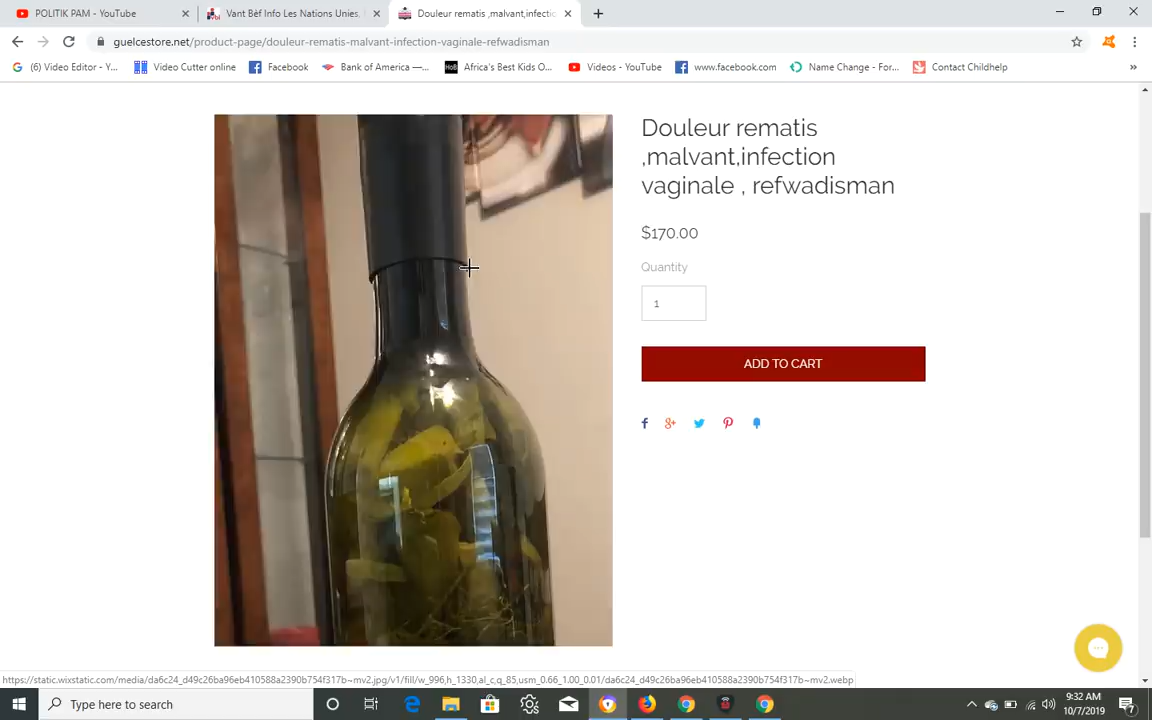 POLITIK PAM - YouTube
Vant Bèf Info Les Nations Unies,
Douleur rematis ,malvant,infectio
guelcestore.net/product-page/douleur-rematis-malvant-infection-vaginale-refwadisman
(6) Video Editor - Y...
Video Cutter online
Facebook
Bank of America —...
HoB
Africa's Best Kids O...
Videos - YouTube
www.facebook.com
Name Change - For...
Contact Childhelp
»
Douleur rematis
,malvant,infection
vaginale , refwadisman
$170.00
Quantity
1
ADD TO CART
https://static.wixstatic.com/media/da6c24_d49c26ba96eb410588a2942b0b754f317b~mv2.jpg/v1/fill/w_996,h_1330,al_c,q_85,usm_0.66_1.00_0.01/da6c24_d49c26ba96eb410588a2942b0b754f317b~mv2.webp
Type here to search
9:32 AM
10/7/2019
7